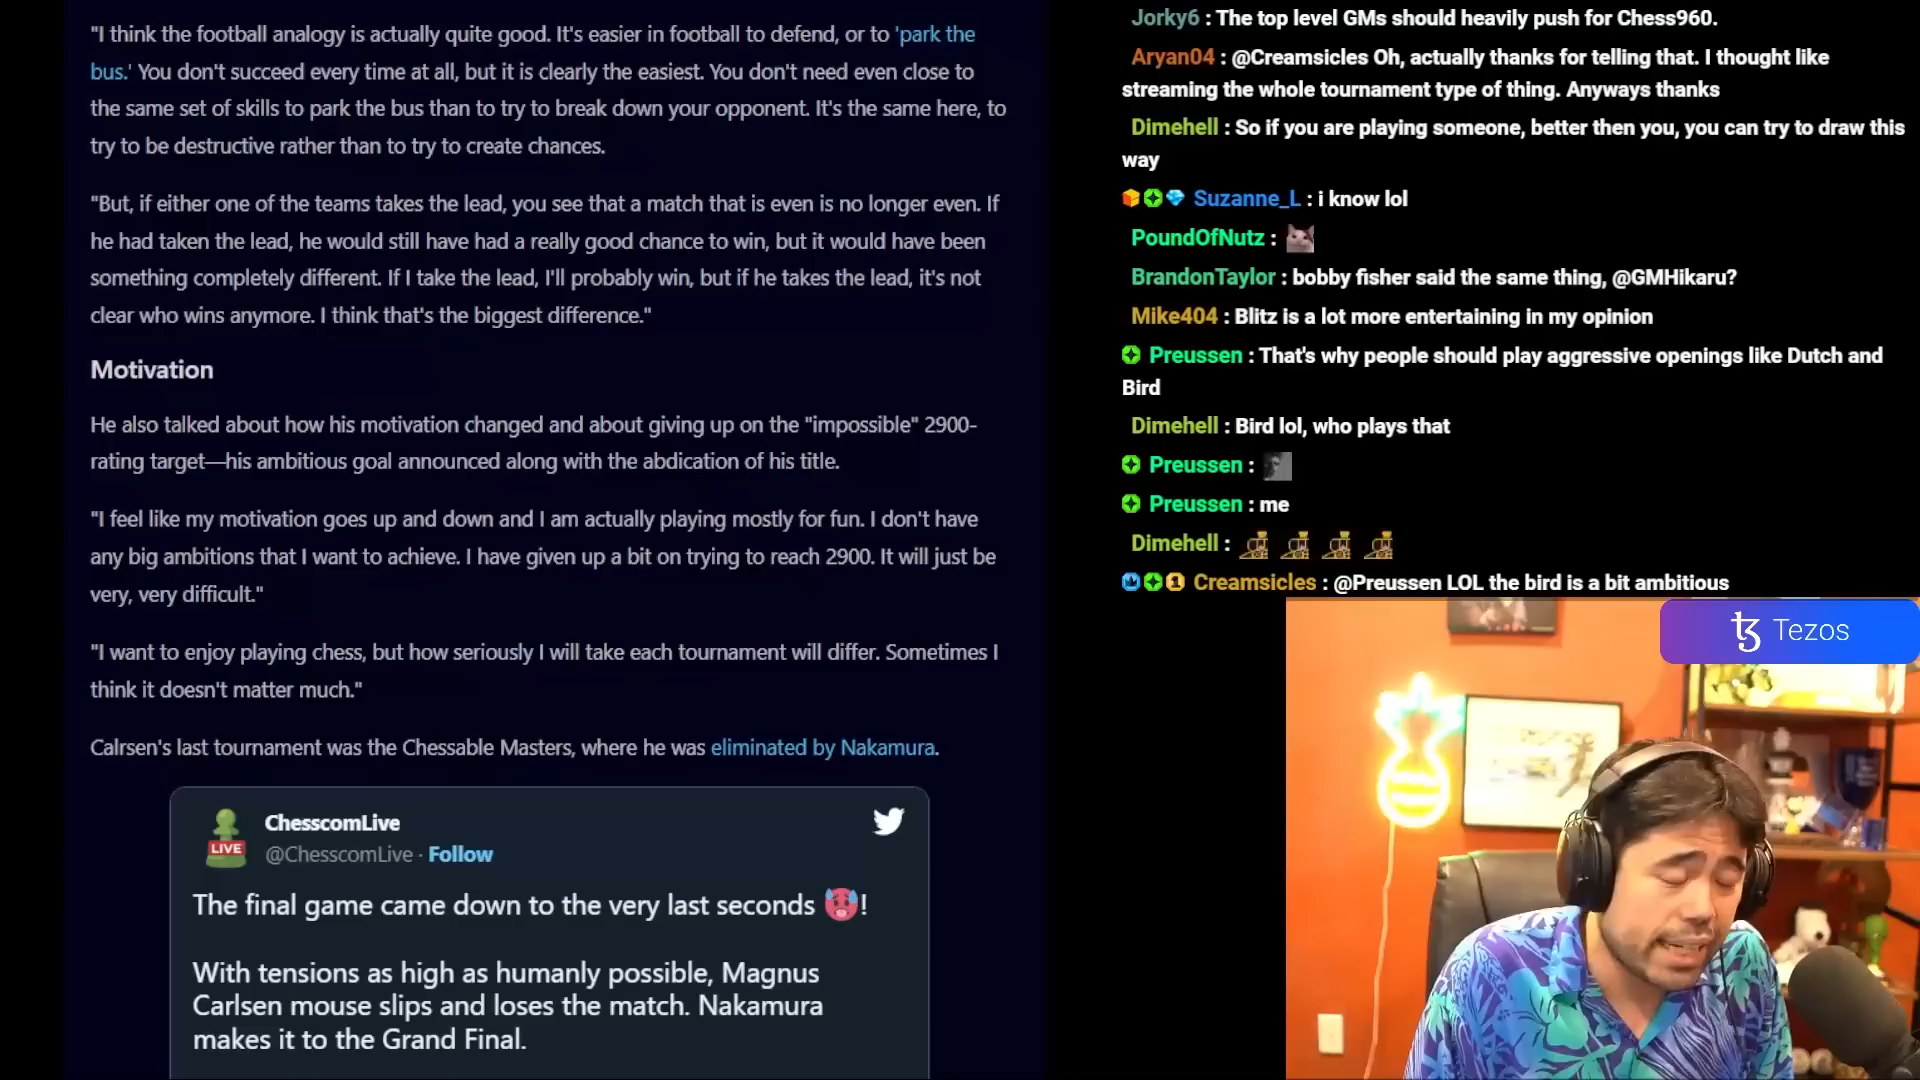 "I think the football analogy is actually quite good. It's easier in football to defend, or to 'park the
bus.' You don't succeed every time at all, but it is clearly the easiest. You don't need even close to
the same set of skills to park the bus than to try to break down your opponent. It's the same here, to
try to be destructive rather than to try to create chances.
"But, if either one of the teams takes the lead, you see that a match that is even is no longer even. If
he had taken the lead, he would still have had a really good chance to win, but it would have been
something completely different. If I take the lead, I'll probably win, but if he takes the lead, it's not
clear who wins anymore. I think that's the biggest difference."
Motivation
He also talked about how his motivation changed and about giving up on the "impossible" 2900-
rating target—his ambitious goal announced along with the abdication of his title.
"I feel like my motivation goes up and down and I am actually playing mostly for fun. I don't have
any big ambitions that I want to achieve. I have given up a bit on trying to reach 2900. It will just be
very, very difficult."
"I want to enjoy playing chess, but how seriously I will take each tournament will differ. Sometimes I
think it doesn't matter much."
Calrsen's last tournament was the Chessable Masters, where he was eliminated by Nakamura.
LIVE
ChesscomLive
@ChesscomLive · Follow
The final game came down to the very last seconds 🥵!
With tensions as high as humanly possible, Magnus
Carlsen mouse slips and loses the match. Nakamura
makes it to the Grand Final.
Jorky6 : The top level GMs should heavily push for Chess960.
Aryan04 : @Creamsicles Oh, actually thanks for telling that. I thought like
streaming the whole tournament type of thing. Anyways thanks
Dimehell : So if you are playing someone, better then you, you can try to draw this
way
Suzanne_L : i know lol
PoundOfNutz :
BrandonTaylor : bobby fisher said the same thing, @GMHikaru?
Mike404 : Blitz is a lot more entertaining in my opinion
Preussen : That's why people should play aggressive openings like Dutch and
Bird
Dimehell : Bird lol, who plays that
Preussen :
Preussen : me
Dimehell :
1 Creamsicles : @Preussen LOL the bird is a bit ambitious
Tezos